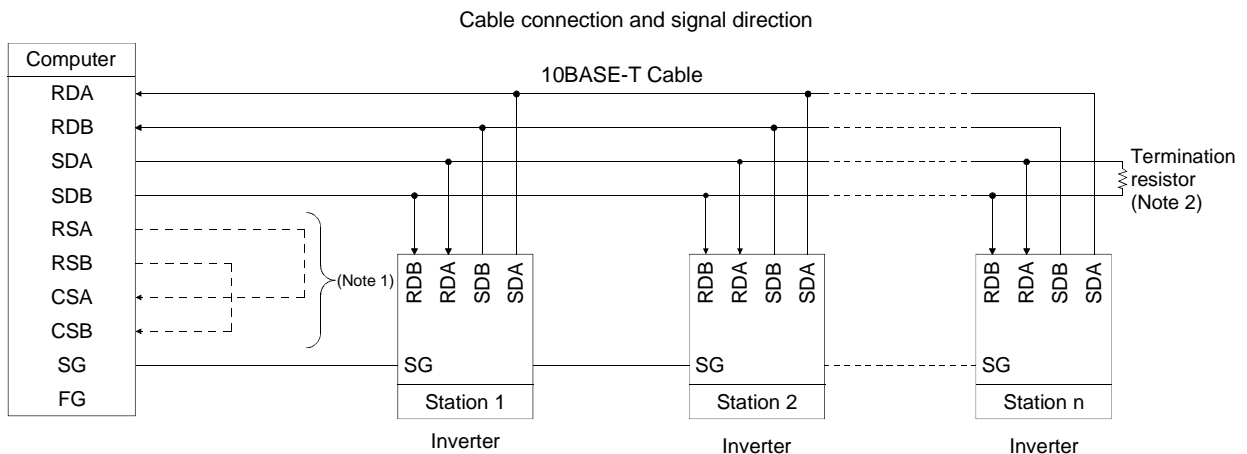 Cable connection and signal direction
Computer
10BASE-T Cable
RDA
RDB
SDA
SDB
RSA
RSB
CSA
CSB
SG
FG
(Note 1)
Termination
resistor
(Note 2)
RDB
RDA
SDB
SDA
SG
Station 1
Inverter
RDB
RDA
SDB
SDA
SG
Station 2
Inverter
RDB
RDA
SDB
SDA
SG
Station n
Inverter